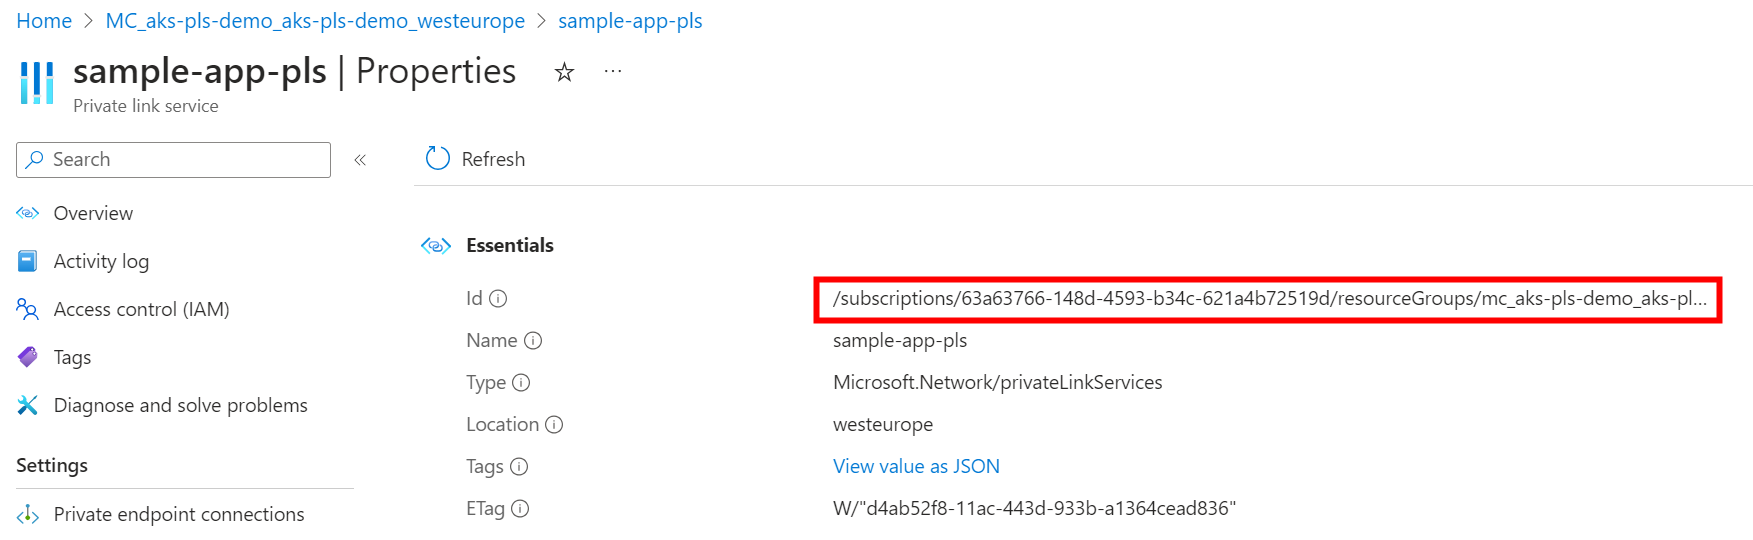 Home > MC_aks-pls-demo_aks-pls-demo_westeurope > sample-app-pls
sample-app-pls | Properties ☆ ...
Private link service
Search «
Refresh
Overview
Activity log
Access control (IAM)
Tags
Diagnose and solve problems
Settings
Private endpoint connections
Essentials
Id /subscriptions/63a63766-148d-4593-b34c-621a4b72519d/resourceGroups/mc_aks-pls-demo_aks-pl...
Name sample-app-pls
Type Microsoft.Network/privateLinkServices
Location westeurope
Tags View value as JSON
ETag W/"d4ab52f8-11ac-443d-933b-a1364cead836"